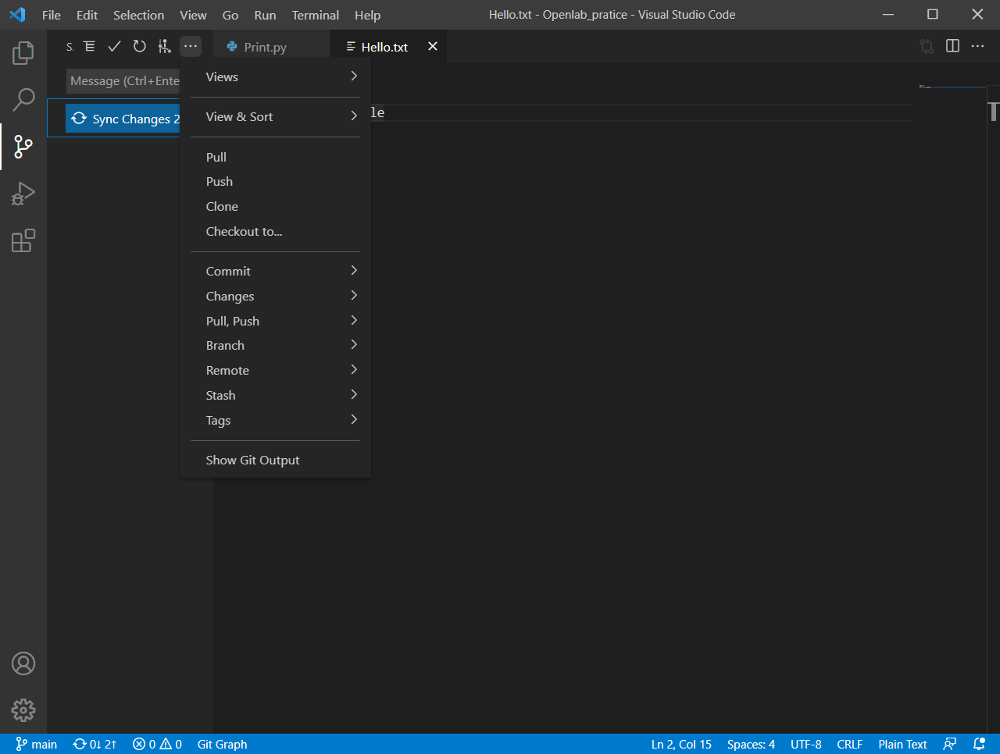 File Edit Selection View Go Run Terminal Help
Hello.txt - Openlab_pratice - Visual Studio Code
S.
Print.py
Hello.txt
Message (Ctrl+Ente
Sync Changes 2
le
Views
View & Sort
Pull
Push
Clone
Checkout to...
Commit
Changes
Pull, Push
Branch
Remote
Stash
Tags
Show Git Output
main 0↓ 2↑ 0 0 Git Graph
Ln 2, Col 15 Spaces: 4 UTF-8 CRLF Plain Text